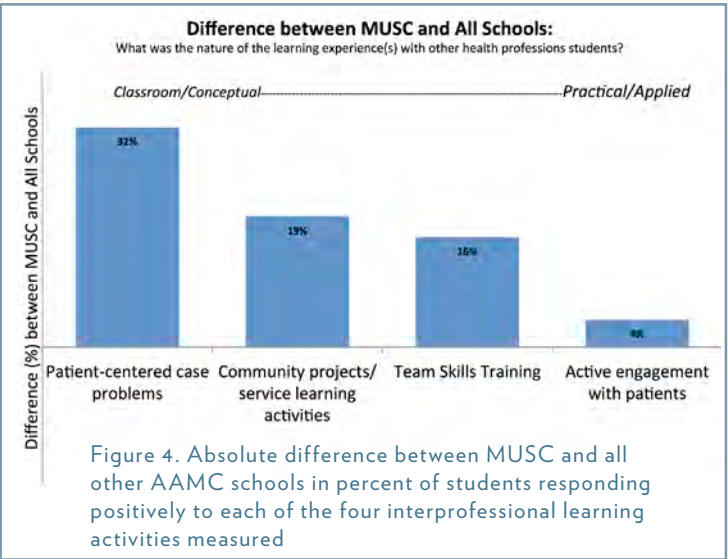 Difference between MUSC and All Schools:
What was the nature of the learning experience(s) with other health professions students?
Classroom/Conceptual Practical/Applied
Difference (%) between MUSC and All Schools
32%
19%
16%
Patient-centered case problems
Community projects/ service learning activities
Team Skills Training
Active engagement with patients
Figure 4. Absolute difference between MUSC and all
other AAMC schools in percent of students responding
positively to each of the four interprofessional learning
activities measured